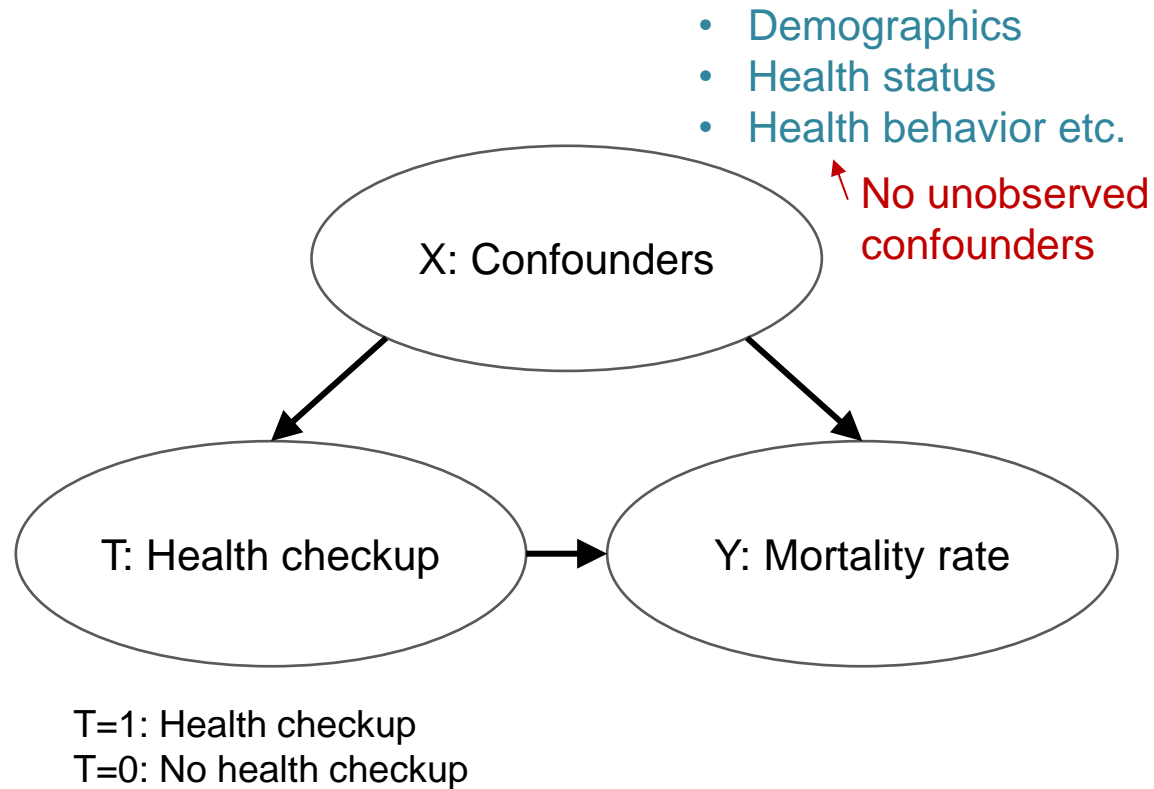 • Demographics
• Health status
• Health behavior etc.
No unobserved
confounders
X: Confounders
T: Health checkup
Y: Mortality rate
T=1: Health checkup
T=0: No health checkup